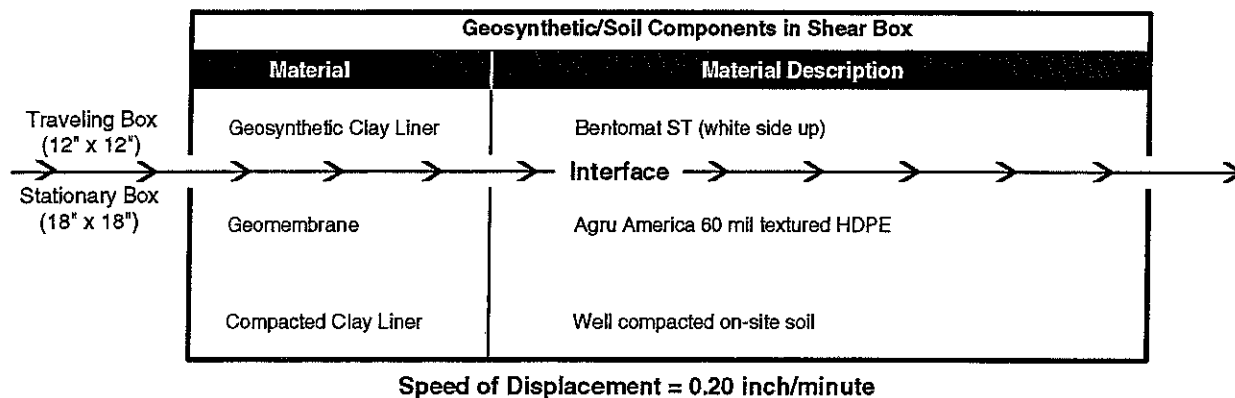 Geosynthetic/Soil Components in Shear Box
Material Material Description
Traveling Box
(12" x 12")
Geosynthetic Clay Liner Bentomat ST (white side up)
Interface
Stationary Box
(18" x 18")
Geomembrane Agru America 60 mil textured HDPE
Compacted Clay Liner Well compacted on-site soil
Speed of Displacement = 0.20 inch/minute